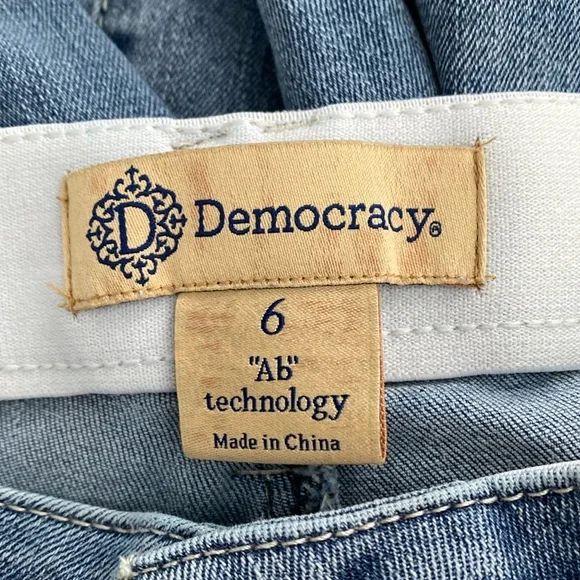 D Democracy®
6
"Ab"
technology
Made in China